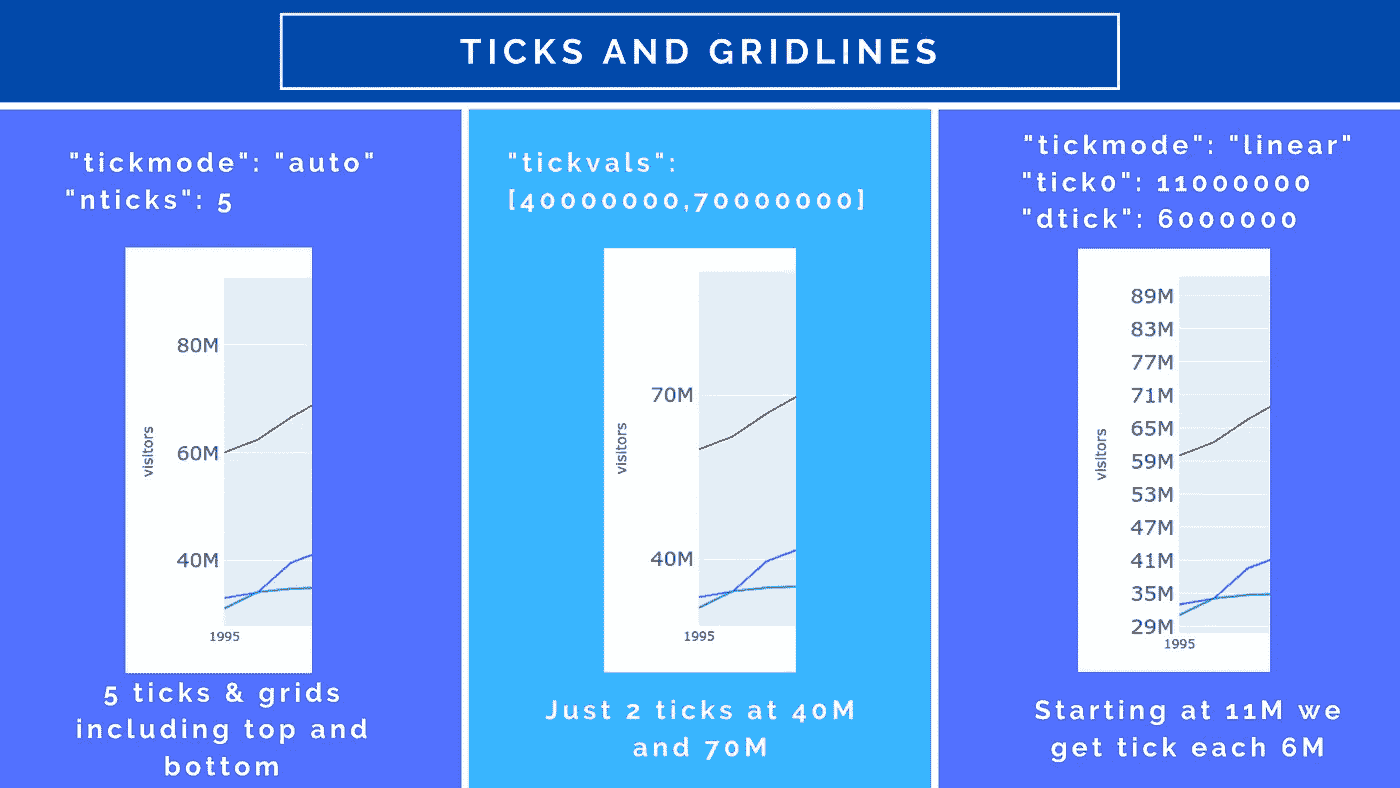 TICKS AND GRIDLINES
"tickmode": "auto"
"nticks": 5
80M
60M
40M
visitors
1995
5 ticks & grids
including top and
bottom
"tickvals":
[40000000,70000000]
70M
40M
visitors
1995
Just 2 ticks at 40M
and 70M
"tickmode": "linear"
"tick0": 11000000
"dtick": 6000000
89M
83M
77M
71M
65M
59M
53M
47M
41M
35M
29M
visitors
1995
Starting at 11M we
get tick each 6M